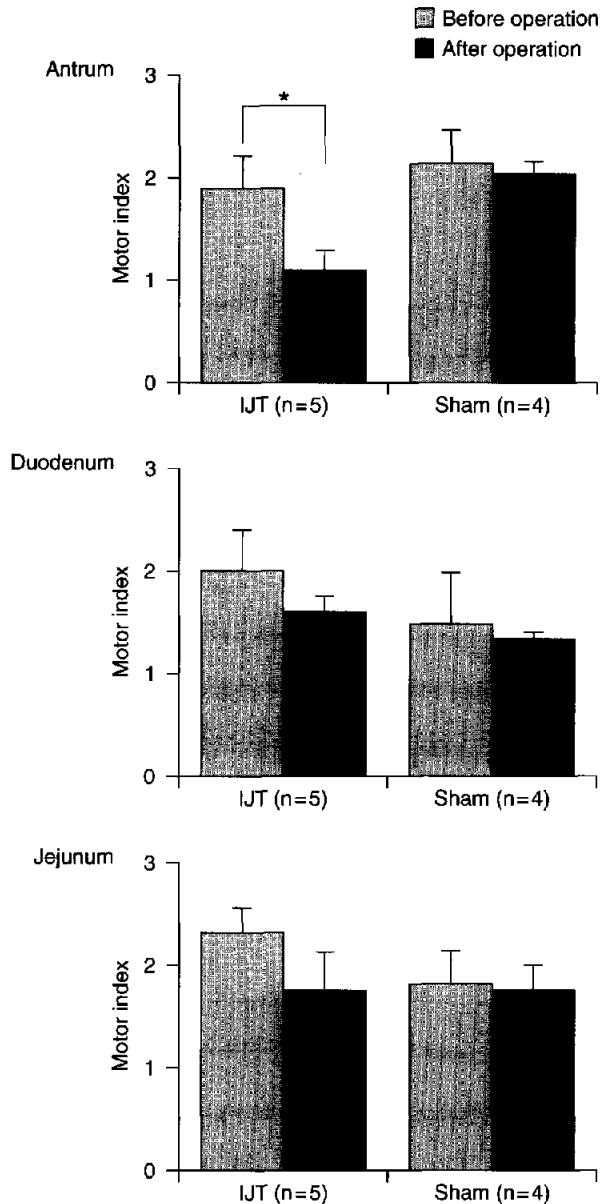 Before operation
After operation
Antrum
3
2
1
0
Motor index
*
IJT (n=5)
Sham (n=4)
Duodenum
3
2
1
0
Motor index
IJT (n=5)
Sham (n=4)
Jejunum
3
2
1
0
Motor index
IJT (n=5)
Sham (n=4)